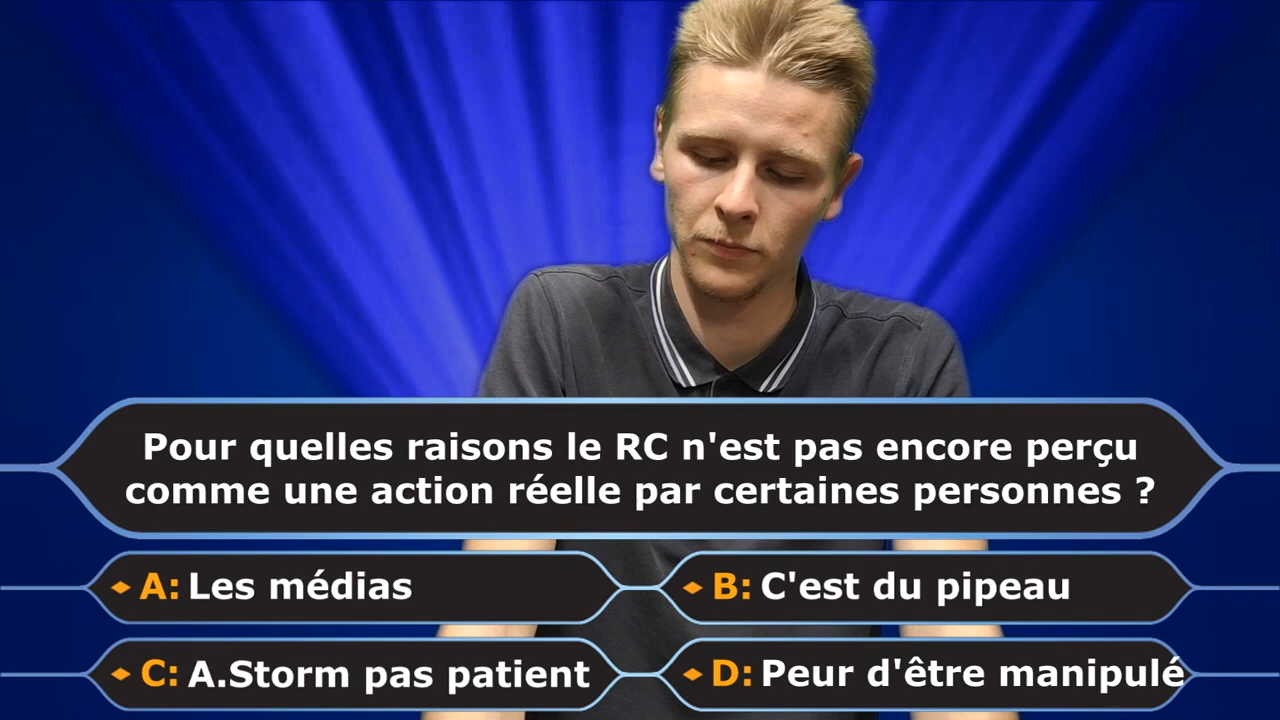 Pour quelles raisons le RC n'est pas encore perçu
comme une action réelle par certaines personnes ?
A: Les médias
B: C'est du pipeau
C: A.Storm pas patient
D: Peur d'être manipulé